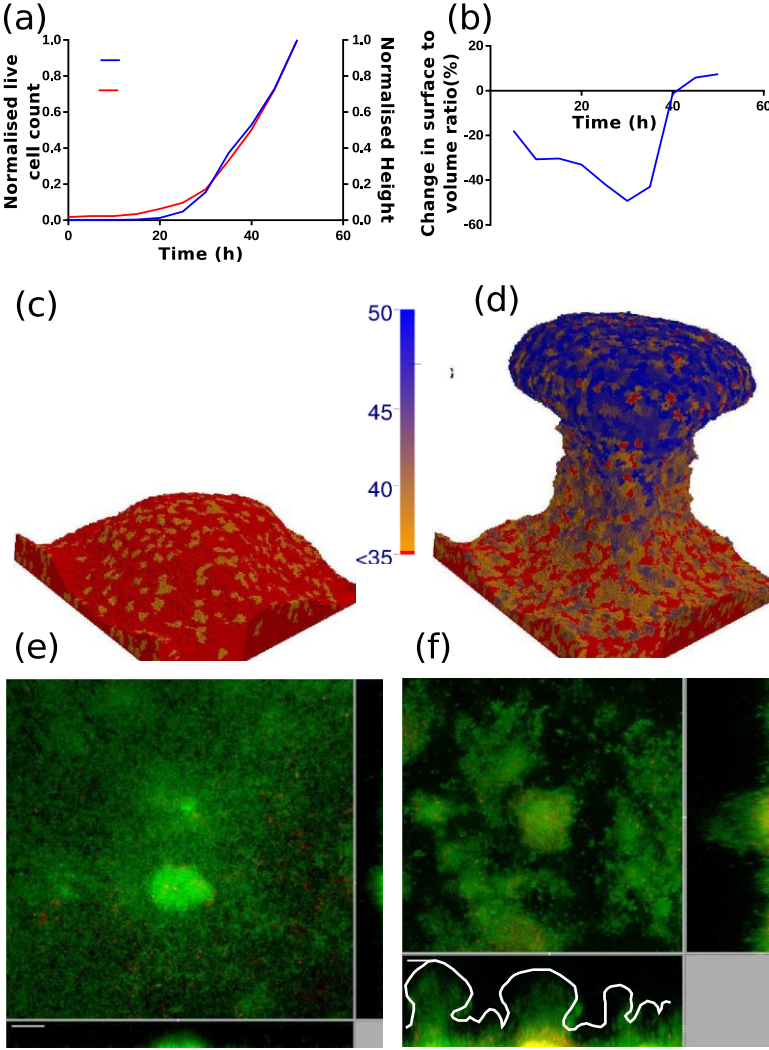 (a)
Normalised live
cell count
1.0
0.8
0.6
0.4
0.2
0.0
1.0
0.8
0.6
0.4
0.2
0.0
Normalised Height
0
20
40
60
Time (h)
(b)
Change in surface to
volume ratio(%)
20
0
-20
-40
-60
20
40
60
Time (h)
(c)
50
45
40
<35
(d)
(e)
(f)